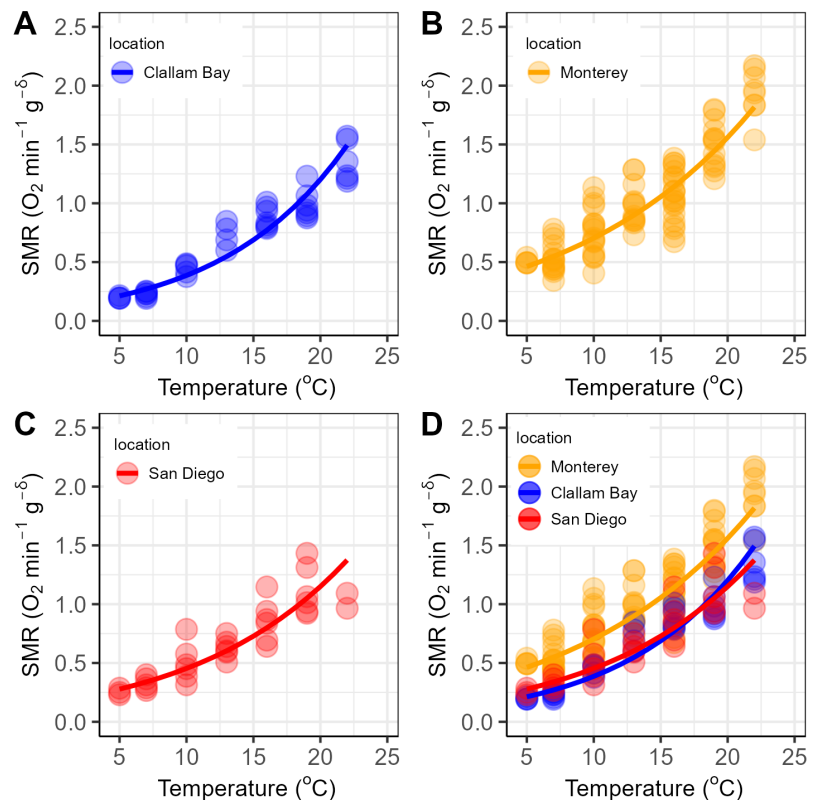 A
SMR (O₂ min⁻¹ g⁻ᵟ)
2.5
2.0
1.5
1.0
0.5
0.0
location
Clallam Bay
5 10 15 20 25
Temperature (°C)
B
SMR (O₂ min⁻¹ g⁻ᵟ)
2.5
2.0
1.5
1.0
0.5
0.0
location
Monterey
5 10 15 20 25
Temperature (°C)
C
SMR (O₂ min⁻¹ g⁻ᵟ)
2.5
2.0
1.5
1.0
0.5
0.0
location
San Diego
5 10 15 20 25
Temperature (°C)
D
SMR (O₂ min⁻¹ g⁻ᵟ)
2.5
2.0
1.5
1.0
0.5
0.0
location
Monterey
Clallam Bay
San Diego
5 10 15 20 25
Temperature (°C)